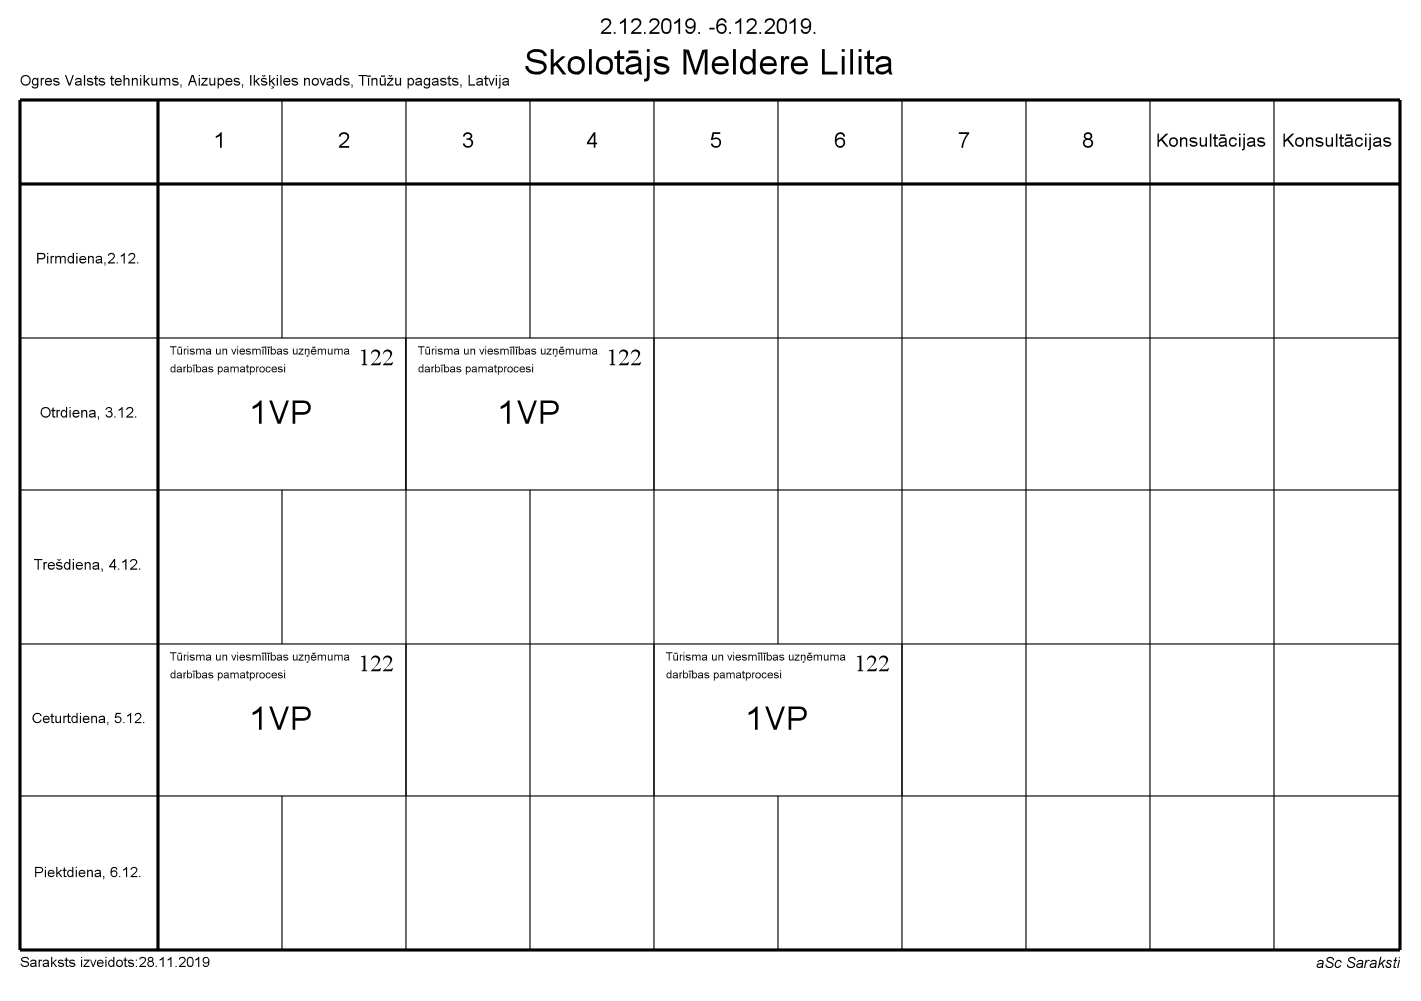 2.12.2019. -6.12.2019.
Skolotājs Meldere Lilita
Ogres Valsts tehnikums, Aizupes, Ikšķiles novads, Tīnūžu pagasts, Latvija
1 2 3 4 5 6 7 8 Konsultācijas Konsultācijas
Pirmdiena,2.12.
Tūrisma un viesmīlības uzņēmuma 122 Tūrisma un viesmīlības uzņēmuma 122
darbības pamatprocesi darbības pamatprocesi
Otrdiena, 3.12. 1VP 1VP
Trešdiena, 4.12.
Tūrisma un viesmīlības uzņēmuma 122 Tūrisma un viesmīlības uzņēmuma 122
darbības pamatprocesi darbības pamatprocesi
Ceturtdiena, 5.12. 1VP 1VP
Piektdiena, 6.12.
Saraksts izveidots:28.11.2019 aSc Saraksti